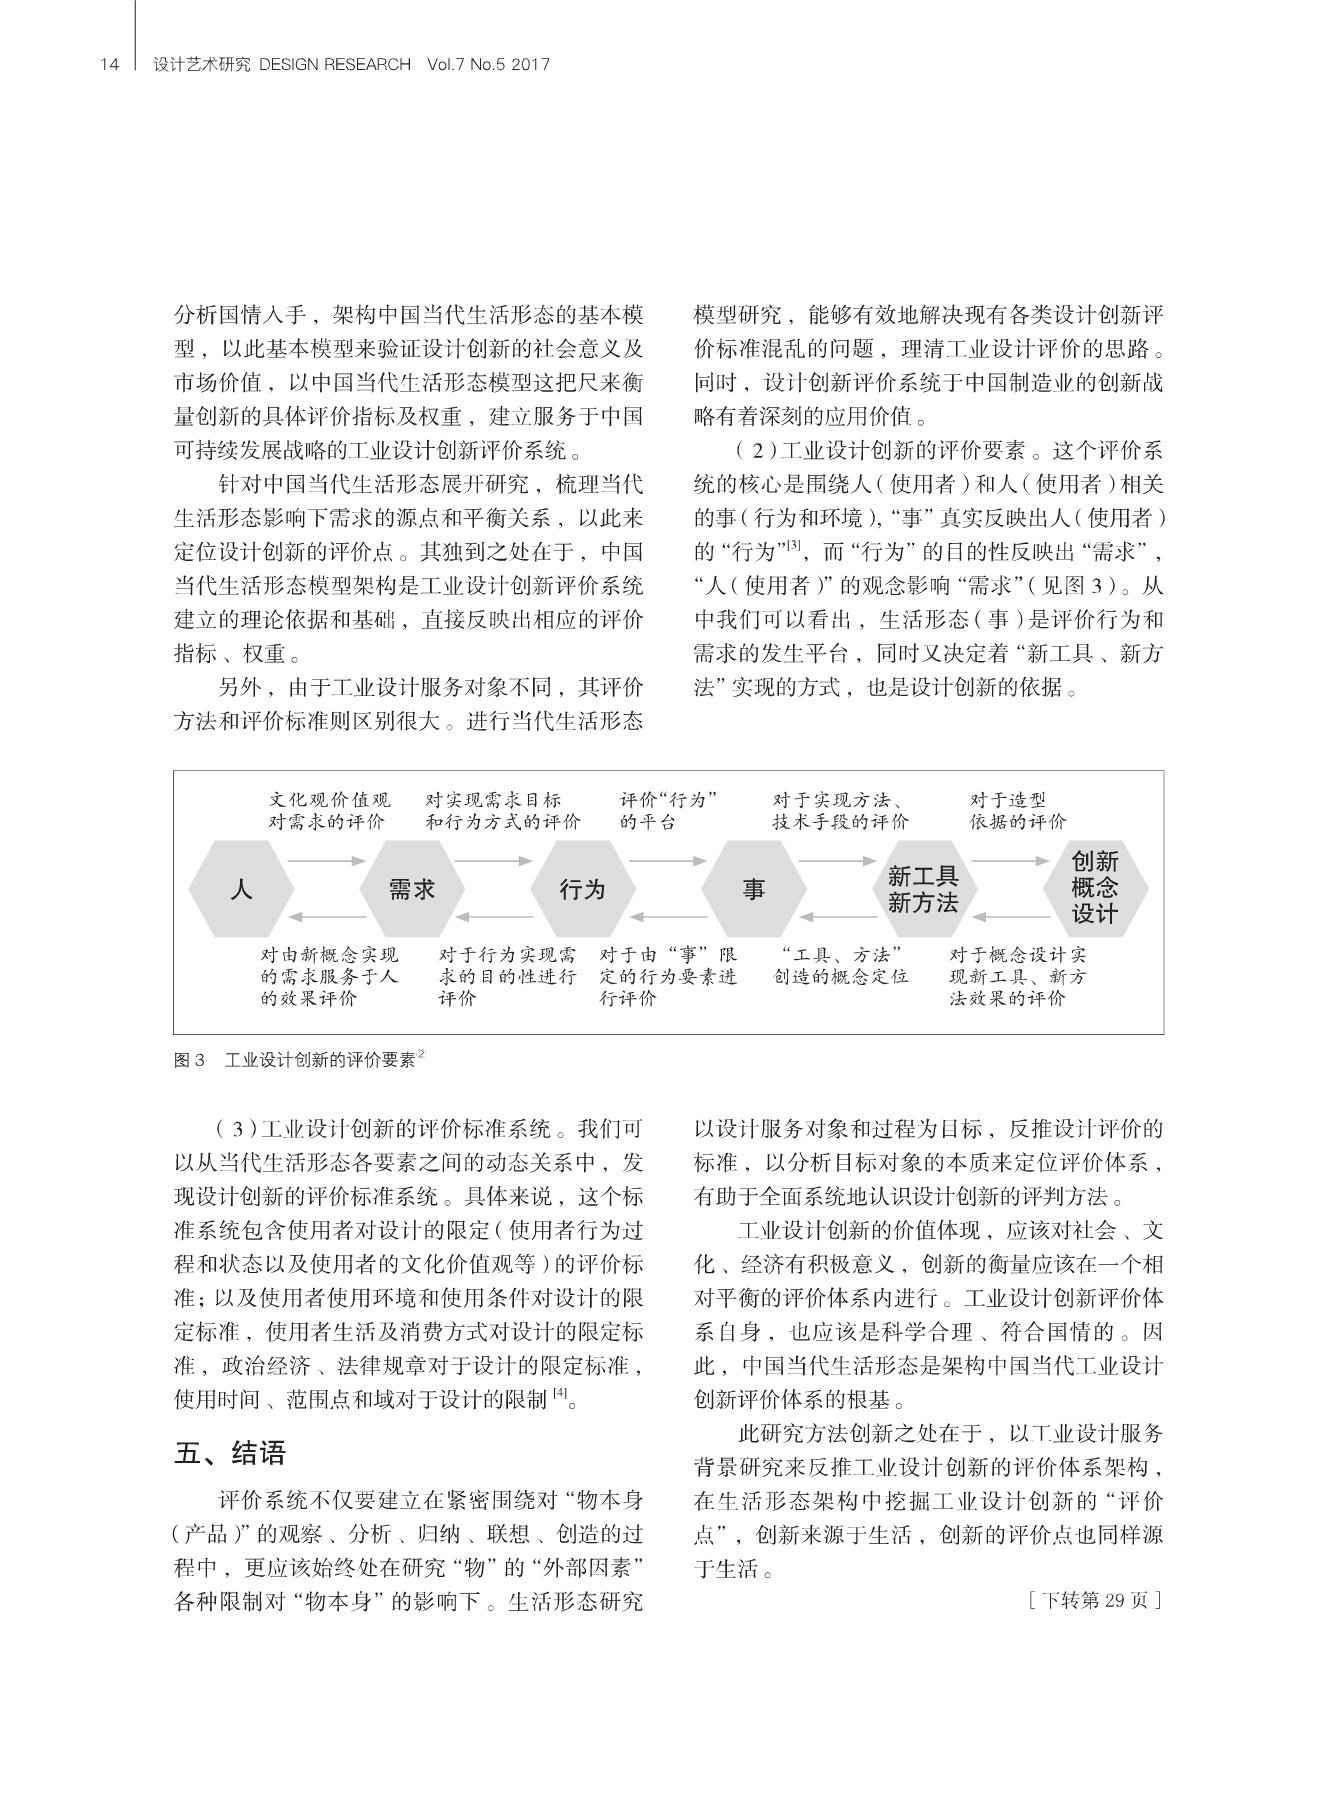 14 设计艺术研究 DESIGN RESEARCH Vol.7 No.5 2017
分析国情入手，架构中国当代生活形态的基本模
型，以此基本模型来验证设计创新的社会意义及
市场价值，以中国当代生活形态模型这把尺来衡
量创新的具体评价指标及权重，建立服务于中国
可持续发展战略的工业设计创新评价系统。
针对中国当代生活形态展开研究，梳理当代
生活形态影响下需求的源点和平衡关系，以此来
定位设计创新的评价点。其独到之处在于，中国
当代生活形态模型架构是工业设计创新评价系统
建立的理论依据和基础，直接反映出相应的评价
指标、权重。
另外，由于工业设计服务对象不同，其评价
方法和评价标准则区别很大。进行当代生活形态
模型研究，能够有效地解决现有各类设计创新评
价标准混乱的问题，理清工业设计评价的思路。
同时，设计创新评价系统于中国制造业的创新战
略有着深刻的应用价值。
（2）工业设计创新的评价要素。这个评价系
统的核心是围绕人（使用者）和人（使用者）相关
的事（行为和环境），“事”真实反映出人（使用者）
的“行为”[3]，而“行为”的目的性反映出“需求”，
“人（使用者）”的观念影响“需求”（见图3）。从
中我们可以看出，生活形态（事）是评价行为和
需求的发生平台，同时又决定着“新工具、新方
法”实现的方式，也是设计创新的依据。
文化观价值观
对需求的评价
对实现需求目标
和行为方式的评价
评价“行为”
的平台
对于实现方法、
技术手段的评价
对于造型
依据的评价
人
需求
行为
事
新工具
新方法
创新
概念
设计
对由新概念实现
的需求服务于人
的效果评价
对于行为实现需
求的目的性进行
评价
对于由“事”限
定的行为要素进
行评价
“工具、方法”
创造的概念定位
对于概念设计实
现新工具、新方
法效果的评价
图3 工业设计创新的评价要素②
（3）工业设计创新的评价标准系统。我们可
以从当代生活形态各要素之间的动态关系中，发
现设计创新的评价标准系统。具体来说，这个标
准系统包含使用者对设计的限定（使用者行为过
程和状态以及使用者的文化价值观等）的评价标
准；以及使用者使用环境和使用条件对设计的限
定标准，使用者生活及消费方式对设计的限定标
准，政治经济、法律规章对于设计的限定标准，
使用时间、范围点和域对于设计的限制[4]。
五、结语
评价系统不仅要建立在紧密围绕对“物本身
（产品）”的观察、分析、归纳、联想、创造的过
程中，更应该始终处在研究“物”的“外部因素”
各种限制对“物本身”的影响下。生活形态研究
以设计服务对象和过程为目标，反推设计评价的
标准，以分析目标对象的本质来定位评价体系，
有助于全面系统地认识设计创新的评判方法。
工业设计创新的价值体现，应该对社会、文
化、经济有积极意义，创新的衡量应该在一个相
对平衡的评价体系内进行。工业设计创新评价体
系自身，也应该是科学合理、符合国情的。因
此，中国当代生活形态是架构中国当代工业设计
创新评价体系的根基。
此研究方法创新之处在于，以工业设计服务
背景研究来反推工业设计创新的评价体系架构，
在生活形态架构中挖掘工业设计创新的“评价
点”，创新来源于生活，创新的评价点也同样源
于生活。
[下转第29页]